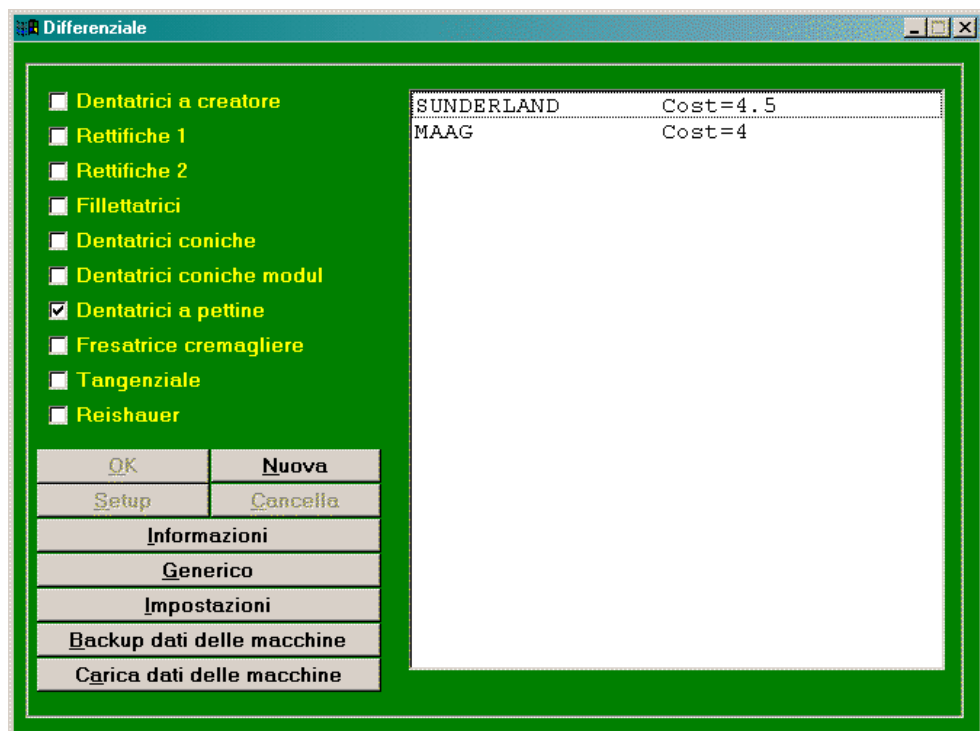 Differenziale
Dentatrici a creatore
Rettifiche 1
Rettifiche 2
Fillettatrici
Dentatrici coniche
Dentatrici coniche modul
Dentatrici a pettine
Fresatrice cremagliere
Tangenziale
Reishauer
OK Nuova
Setup Cancella
Informazioni
Generico
Impostazioni
Backup dati delle macchine
Carica dati delle macchine
SUNDERLAND Cost=4.5
MAAG Cost=4